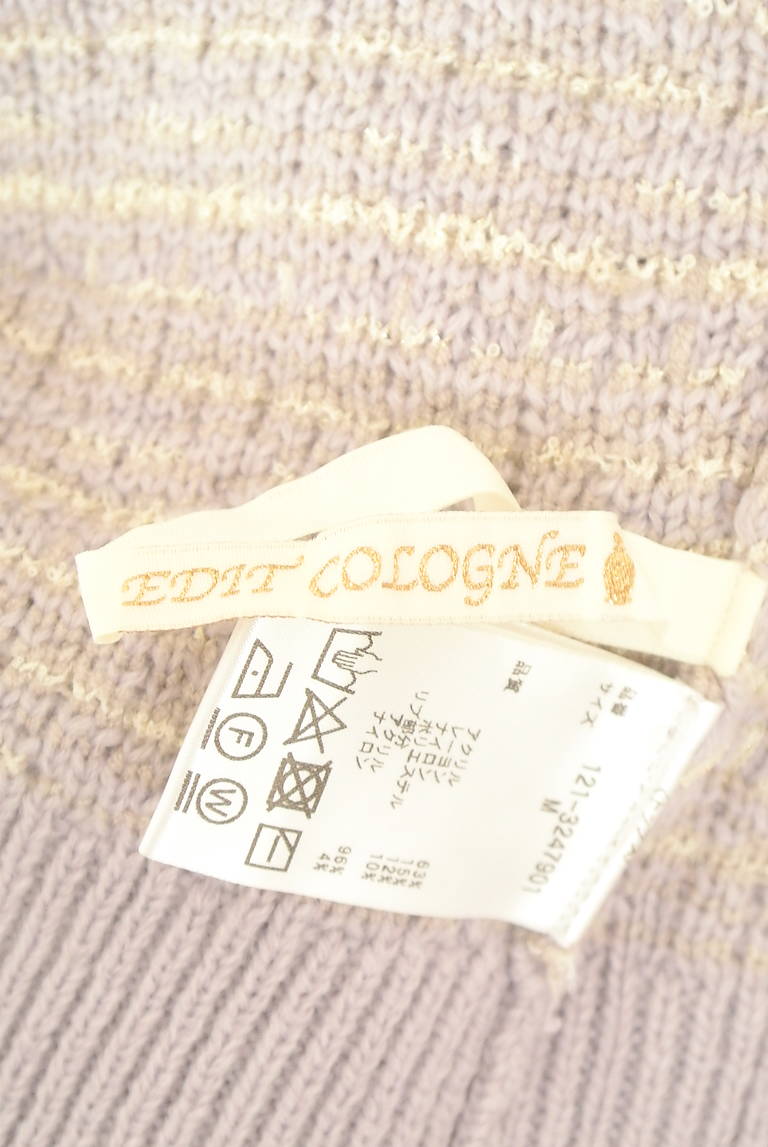 EDIT COLOGNE
品番 121-3247901
サイズ M
品質
アクリル 63%
レーヨン 15%
ポリエステル 12%
ナイロン 10%
リブ部分
アクリル 96%
ナイロン 4%
F
W